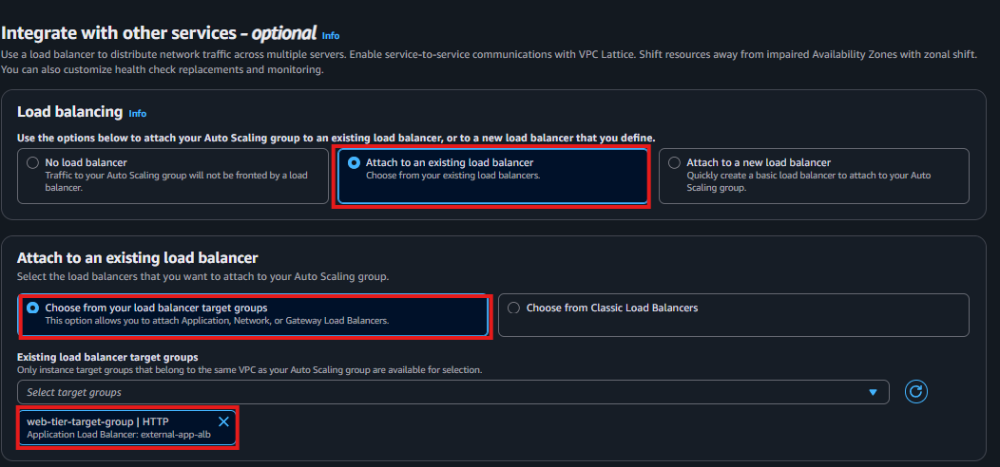 Integrate with other services - optional Info
Use a load balancer to distribute network traffic across multiple servers. Enable service-to-service communications with VPC Lattice. Shift resources away from impaired Availability Zones with zonal shift.
You can also customize health check replacements and monitoring.
Load balancing Info
Use the options below to attach your Auto Scaling group to an existing load balancer, or to a new load balancer that you define.
No load balancer
Traffic to your Auto Scaling group will not be fronted by a load
balancer.
Attach to an existing load balancer
Choose from your existing load balancers.
Attach to a new load balancer
Quickly create a basic load balancer to attach to your Auto
Scaling group.
Attach to an existing load balancer
Select the load balancers that you want to attach to your Auto Scaling group.
Choose from your load balancer target groups
This option allows you to attach Application, Network, or Gateway Load Balancers.
Choose from Classic Load Balancers
Existing load balancer target groups
Only instance target groups that belong to the same VPC as your Auto Scaling group are available for selection.
Select target groups
web-tier-target-group | HTTP
Application Load Balancer: external-app-alb